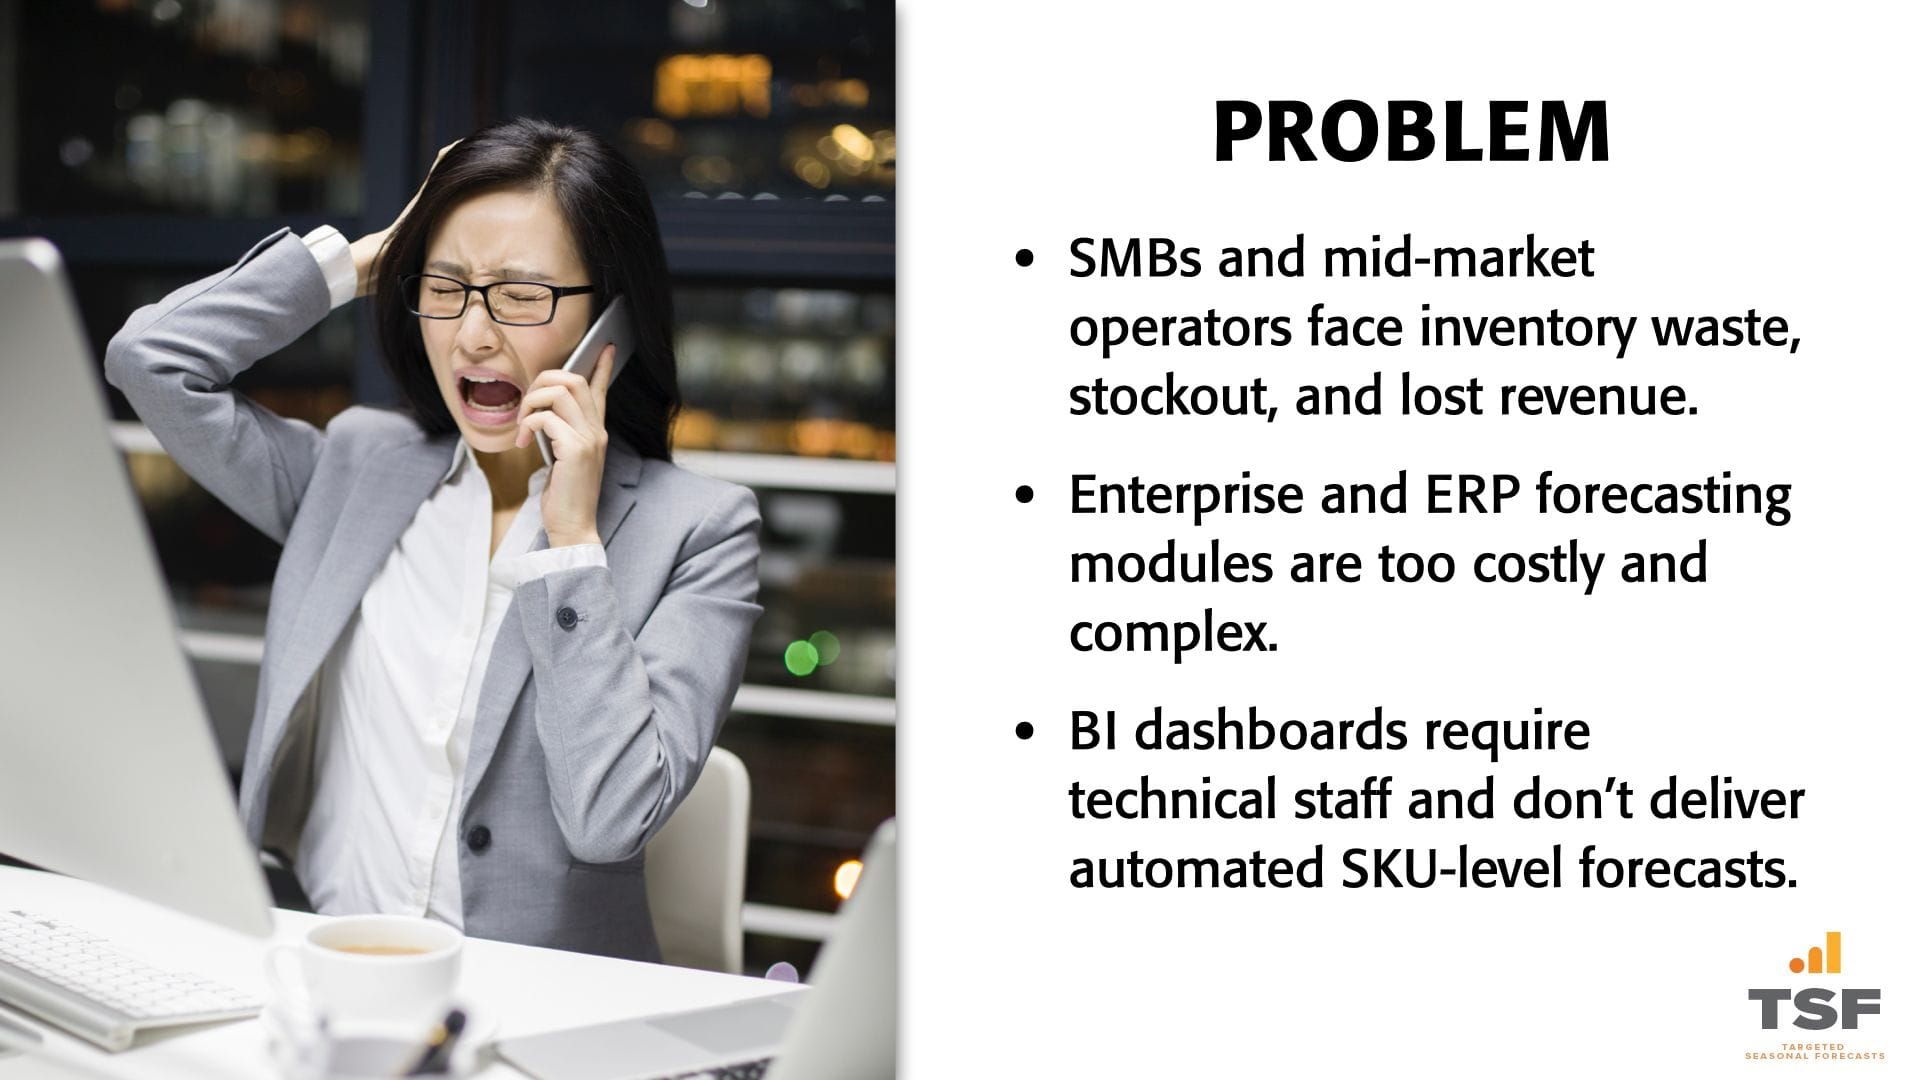 PROBLEM
• SMBs and mid-market
operators face inventory waste,
stockout, and lost revenue.
• Enterprise and ERP forecasting
modules are too costly and
complex.
• BI dashboards require
technical staff and don’t deliver
automated SKU-level forecasts.
TSF
TARGETED
SEASONAL FORECASTS